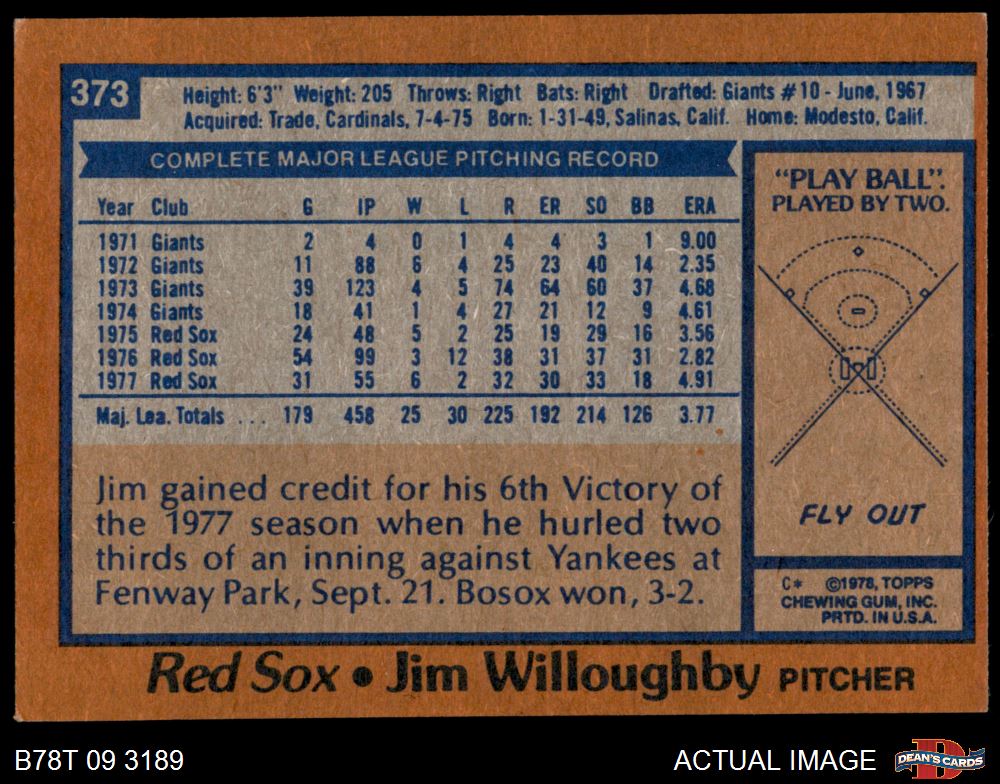 373
Height: 6'3" Weight: 205 Throws: Right Bats: Right Drafted: Giants #10 - June, 1967
Acquired: Trade, Cardinals, 7-4-75 Born: 1-31-49, Salinas, Calif. Home: Modesto, Calif.
COMPLETE MAJOR LEAGUE PITCHING RECORD
Year Club G IP W L R ER SO BB ERA
1971 Giants 2 4 0 1 4 4 3 1 9.00
1972 Giants 11 88 6 4 25 23 40 14 2.35
1973 Giants 39 123 4 5 74 64 60 37 4.68
1974 Giants 18 41 1 4 27 21 12 9 4.61
1975 Red Sox 24 48 5 2 25 19 29 16 3.56
1976 Red Sox 54 99 3 12 38 31 37 31 2.82
1977 Red Sox 31 55 6 2 32 30 33 18 4.91
Maj. Lea. Totals ... 179 458 25 30 225 192 214 126 3.77
Jim gained credit for his 6th Victory of
the 1977 season when he hurled two
thirds of an inning against Yankees at
Fenway Park, Sept. 21. Bosox won, 3-2.
"PLAY BALL".
PLAYED BY TWO.
FLY OUT
C* ©1978, TOPPS
CHEWING GUM, INC.
PRTD. IN U.S.A.
Red Sox • Jim Willoughby PITCHER
B78T 09 3189
ACTUAL IMAGE
DEAN'S CARDS